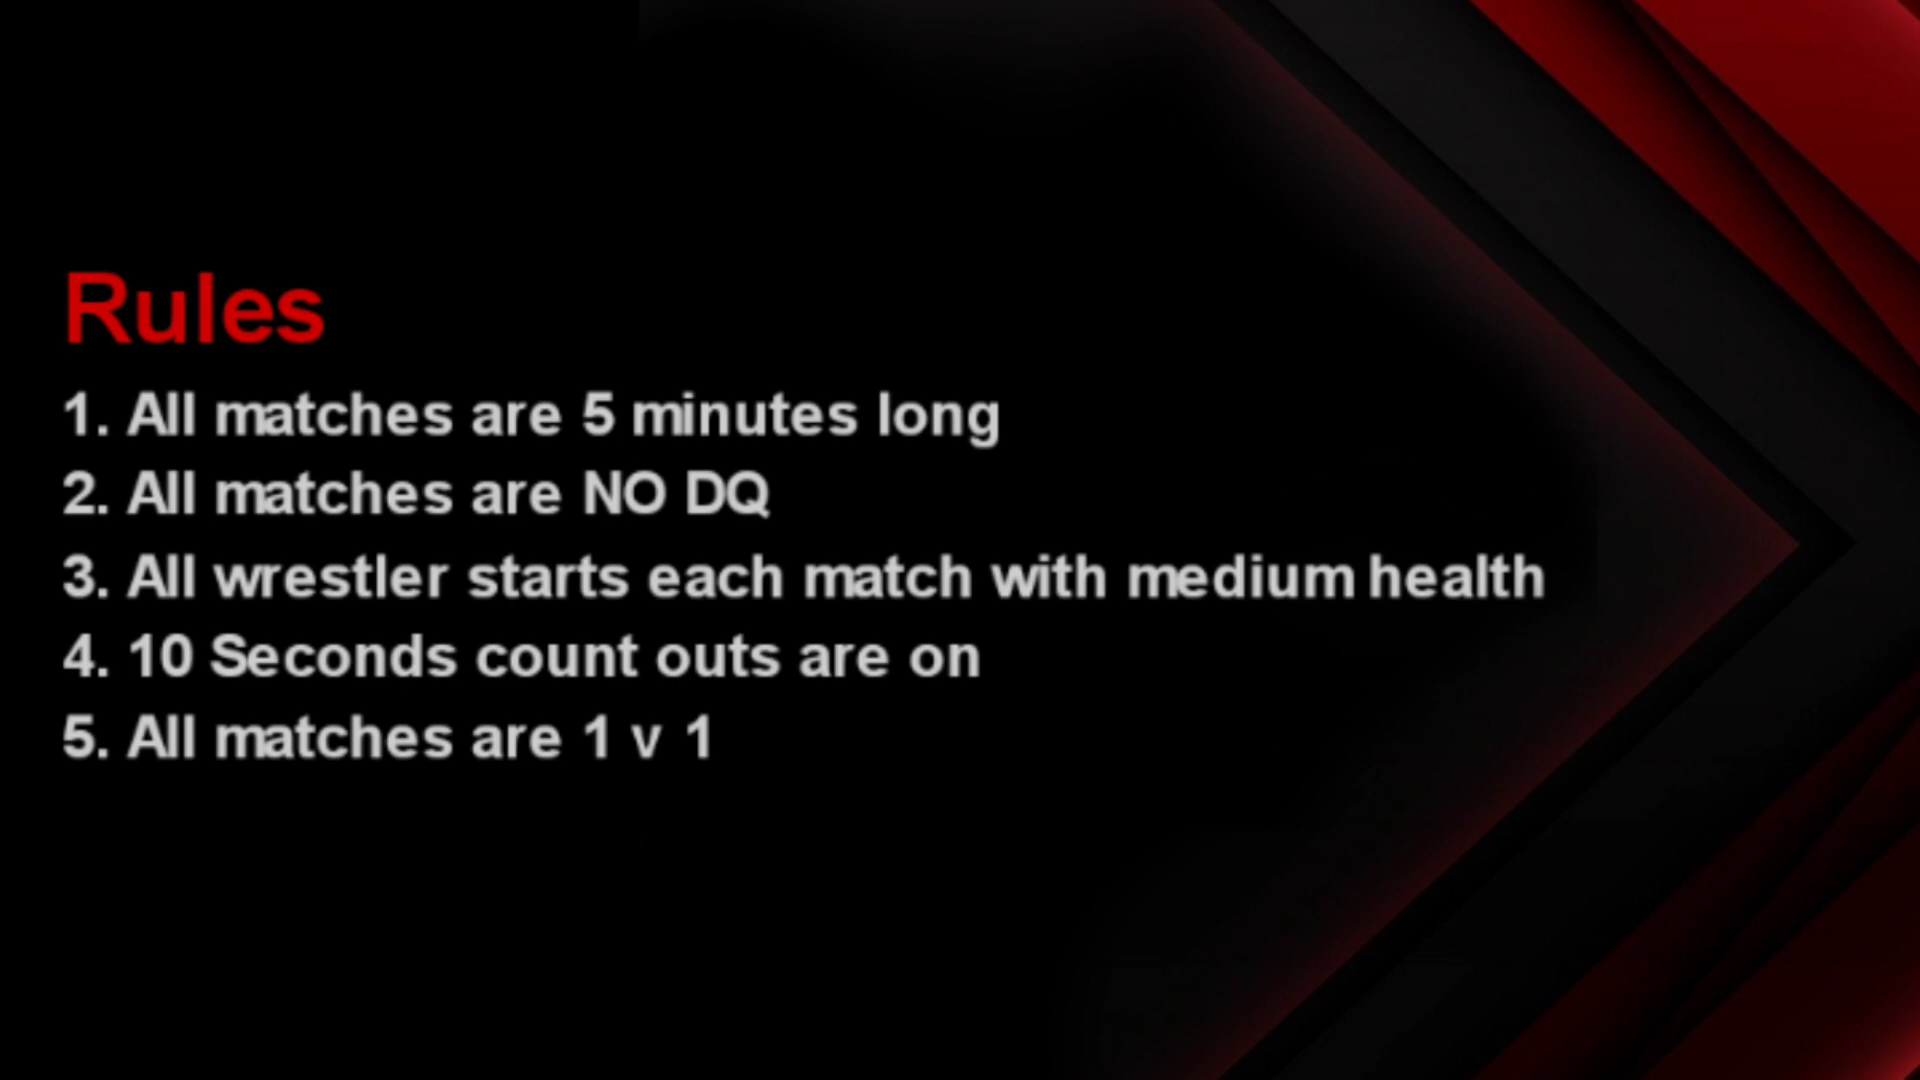 Rules
1. All matches are 5 minutes long
2. All matches are NO DQ
3. All wrestler starts each match with medium health
4. 10 Seconds count outs are on
5. All matches are 1 v 1